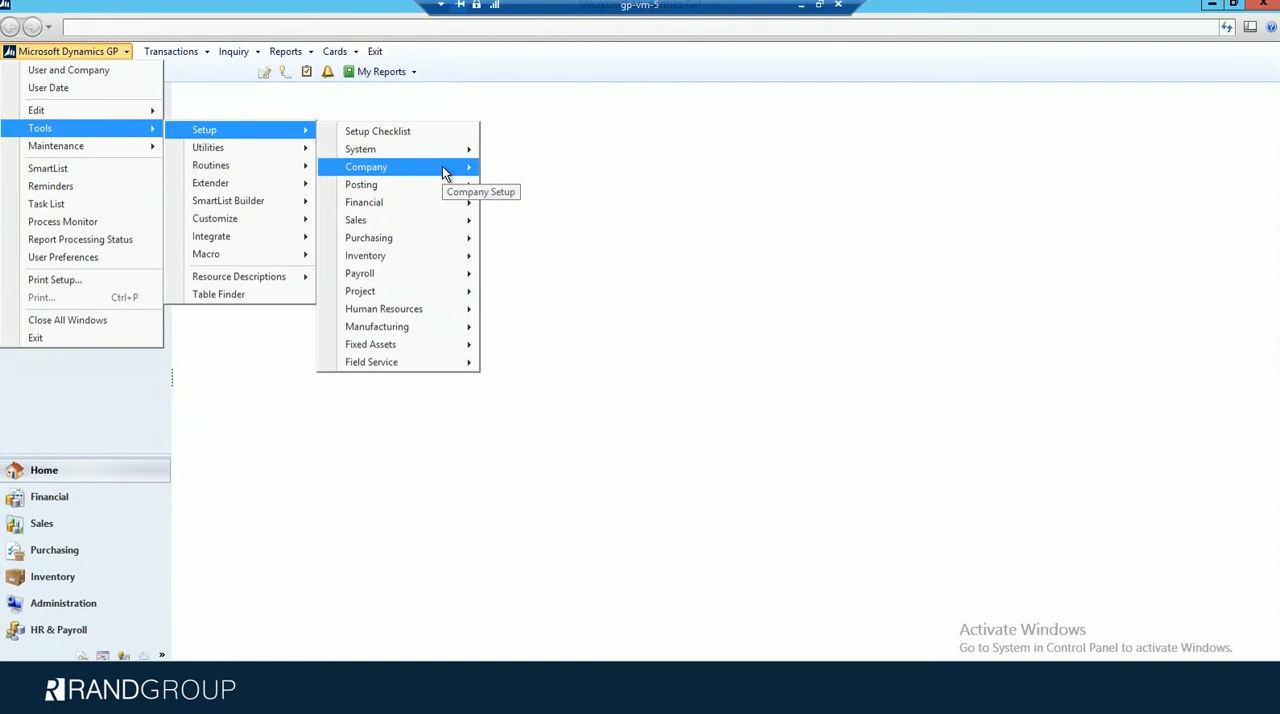 gp-vm-5
Microsoft Dynamics GP
Transactions
Inquiry
Reports
Cards
Exit
My Reports
User and Company
User Date
Edit
Tools
Maintenance
SmartList
Reminders
Task List
Process Monitor
Report Processing Status
User Preferences
Print Setup...
Print... Ctrl+P
Close All Windows
Exit
Setup
Utilities
Routines
Extender
SmartList Builder
Customize
Integrate
Macro
Resource Descriptions
Table Finder
Setup Checklist
System
Company
Posting
Financial
Sales
Purchasing
Inventory
Payroll
Project
Human Resources
Manufacturing
Fixed Assets
Field Service
Company Setup
Home
Financial
Sales
Purchasing
Inventory
Administration
HR & Payroll
Activate Windows
Go to System in Control Panel to activate Windows.
RANDGROUP